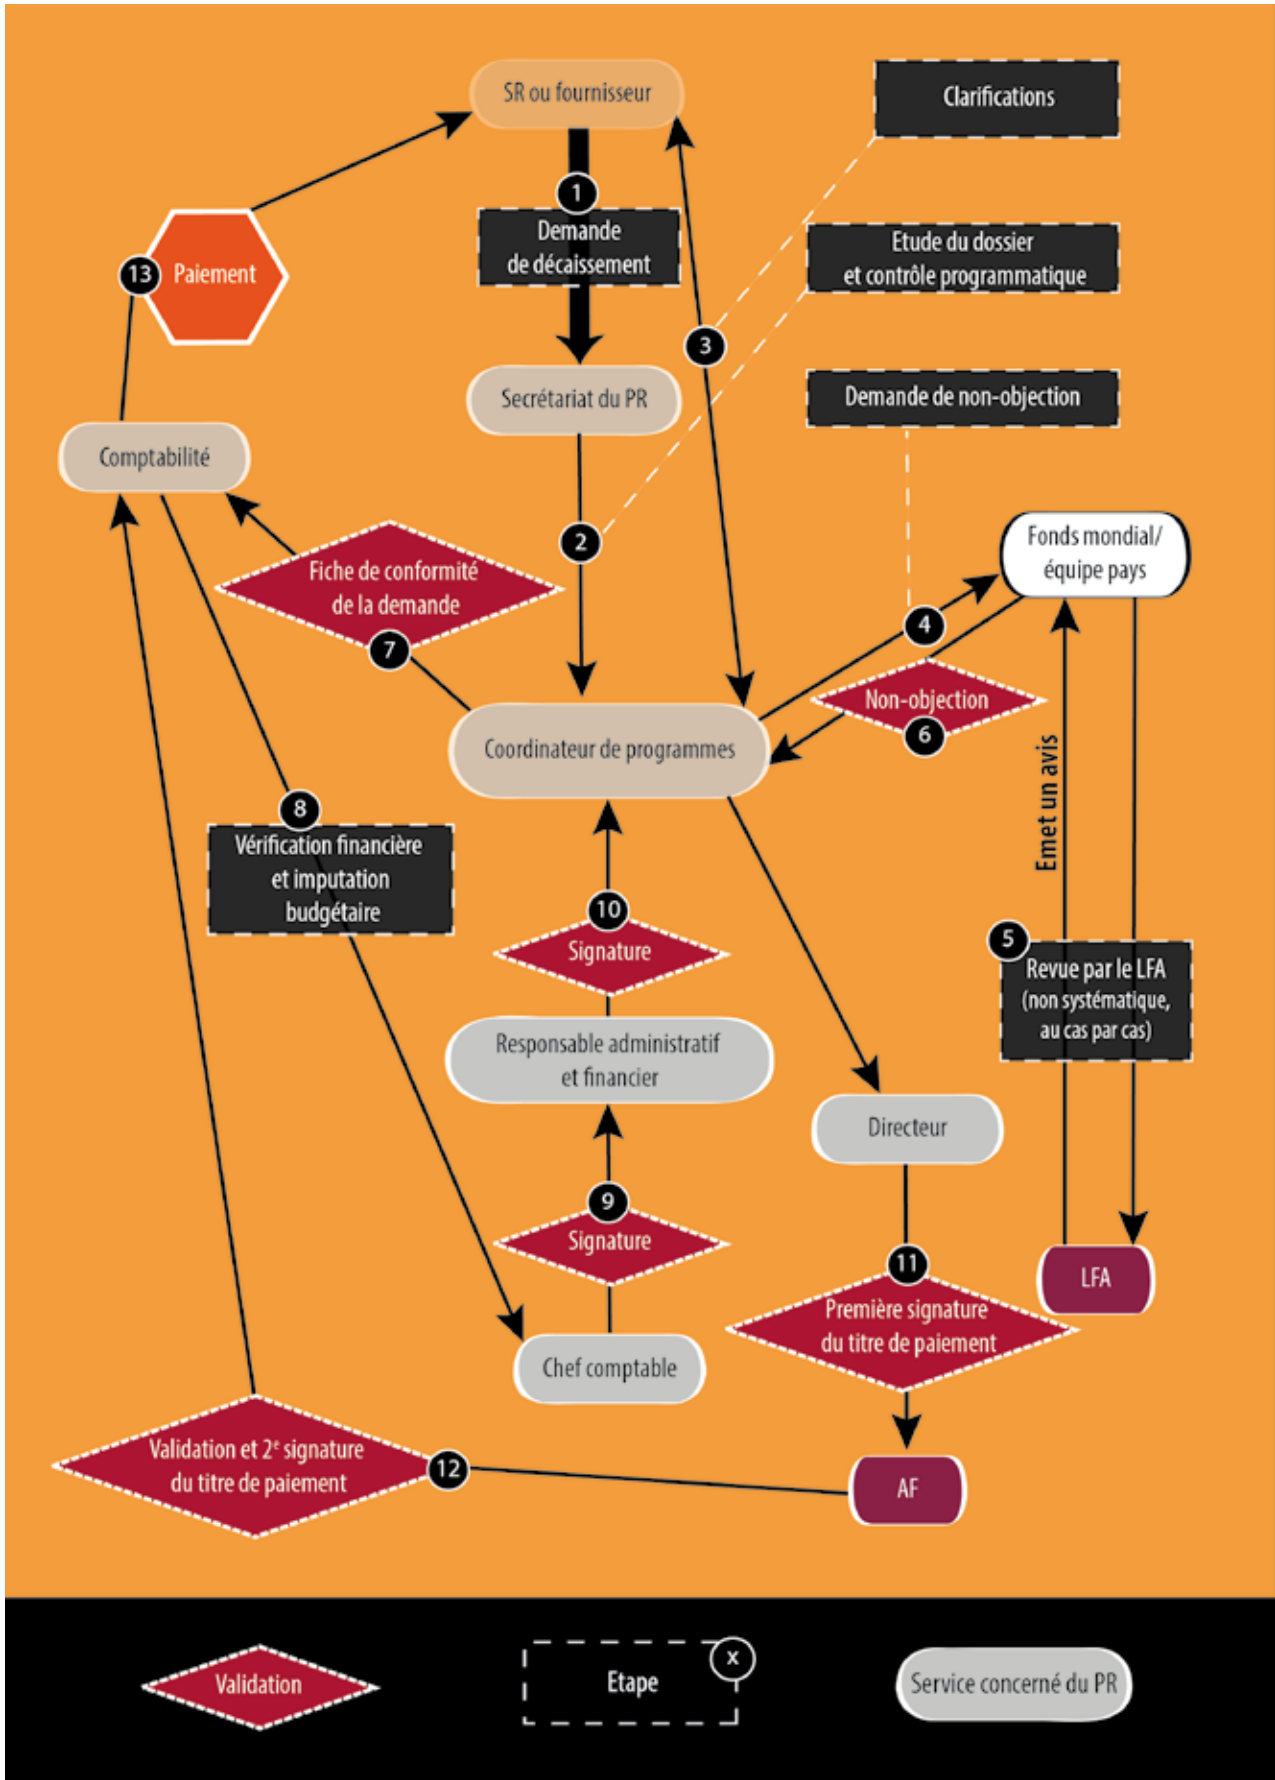 SR ou fournisseur
Clarifications
1
Demande
de décaissement
Etude du dossier
et contrôle programmatique
13
Paiement
3
Secrétariat du PR
Demande de non-objection
Comptabilité
2
Fonds mondial/
équipe pays
Fiche de conformité
de la demande
7
4
Non-objection
6
Coordinateur de programmes
Emet un avis
8
Vérification financière
et imputation
budgétaire
10
Signature
5
Revue par le LFA
(non systématique,
au cas par cas)
Responsable administratif
et financier
Directeur
9
Signature
11
Première signature
du titre de paiement
LFA
Chef comptable
Validation et 2e signature
du titre de paiement
12
AF
Validation
Etape
x
Service concerné du PR